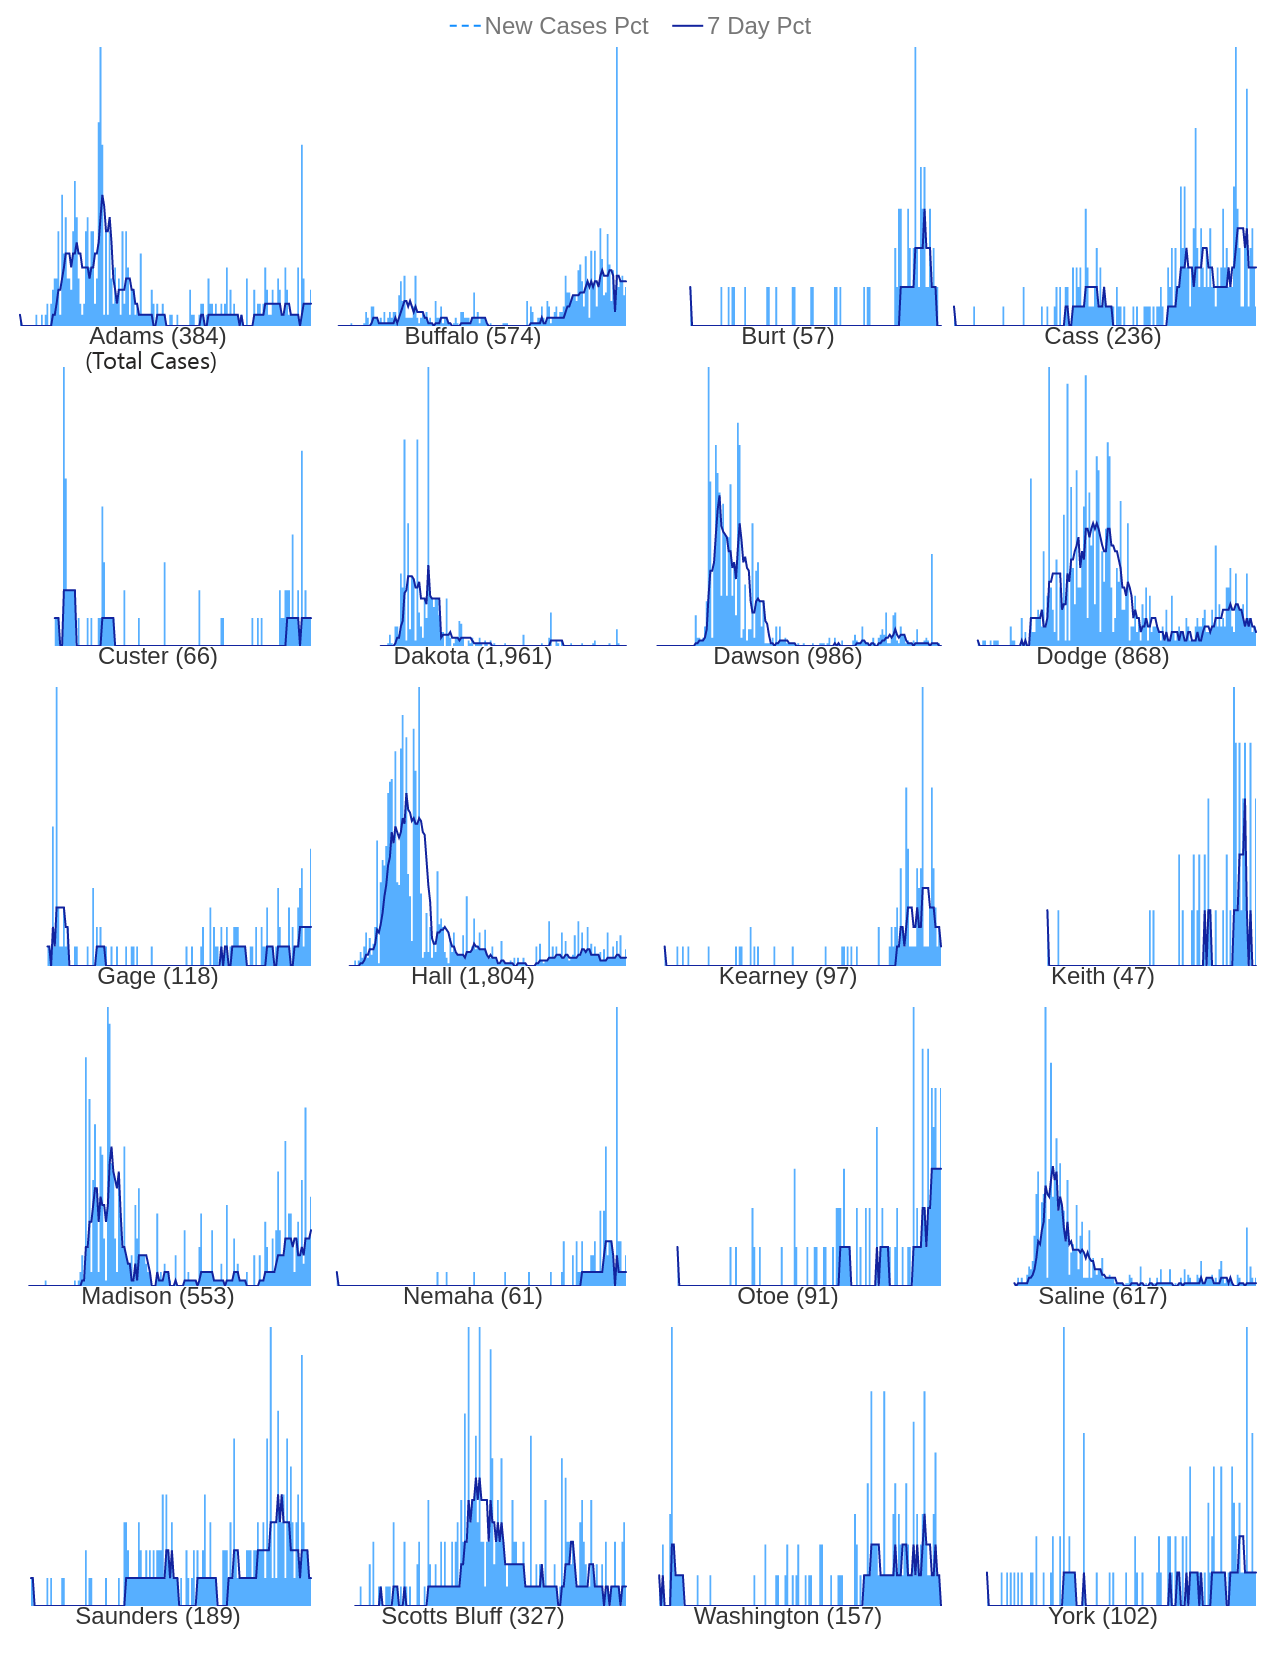 New Cases Pct 7 Day Pct
Adams (384) Buffalo (574) Burt (57) Cass (236)
(Total Cases)
Custer (66) Dakota (1,961) Dawson (986) Dodge (868)
Gage (118) Hall (1,804) Kearney (97) Keith (47)
Madison (553) Nemaha (61) Otoe (91) Saline (617)
Saunders (189) Scotts Bluff (327) Washington (157) York (102)